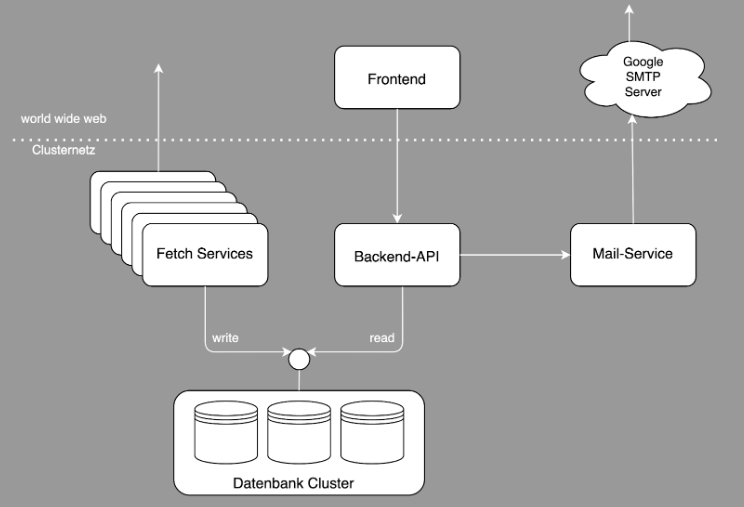 Google
SMTP
Server
Frontend
world wide web
Clusternetz
Fetch Services
Backend-API
Mail-Service
write
read
Datenbank Cluster